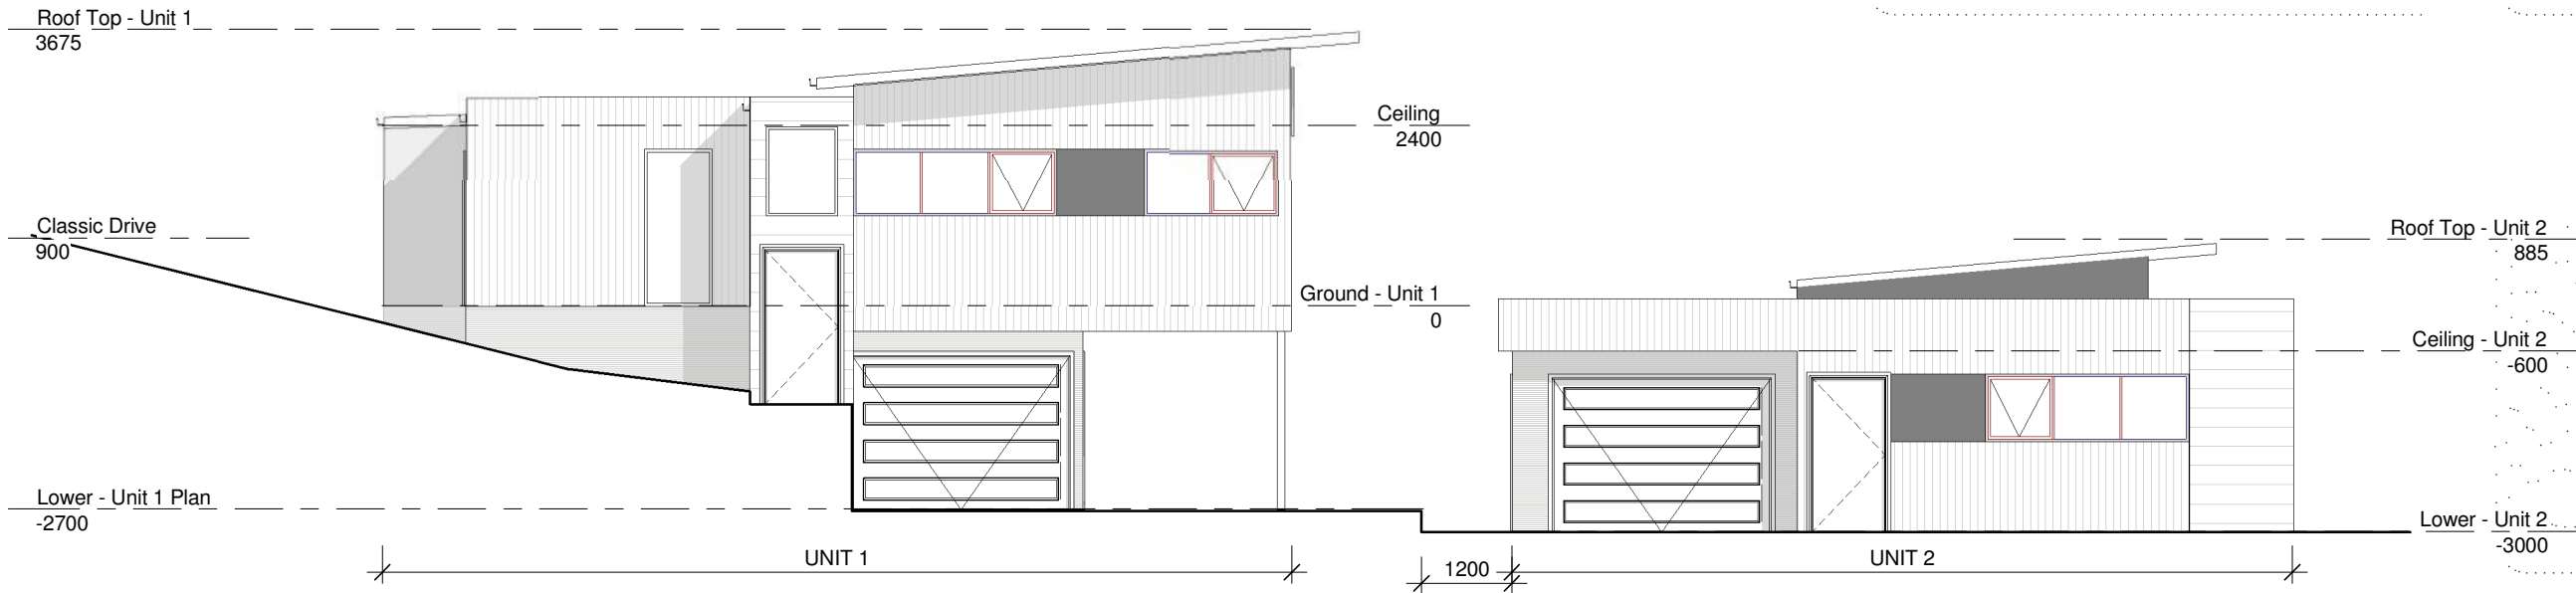 Roof Top - Unit 1
3675
Ceiling
2400
Classic Drive
900
Roof Top - Unit 2
885
Ground - Unit 1
0
Ceiling - Unit 2
-600
Lower - Unit 1 Plan
-2700
Lower - Unit 2
-3000
UNIT 1
1200
UNIT 2